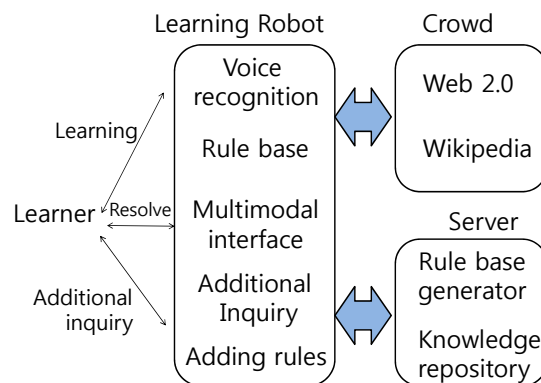 Learning Robot
Crowd
Voice
recognition
Web 2.0
Learning
Rule base
Wikipedia
Learner
Resolve
Multimodal
interface
Server
Additional
inquiry
Additional
Inquiry
Rule base
generator
Adding rules
Knowledge
repository